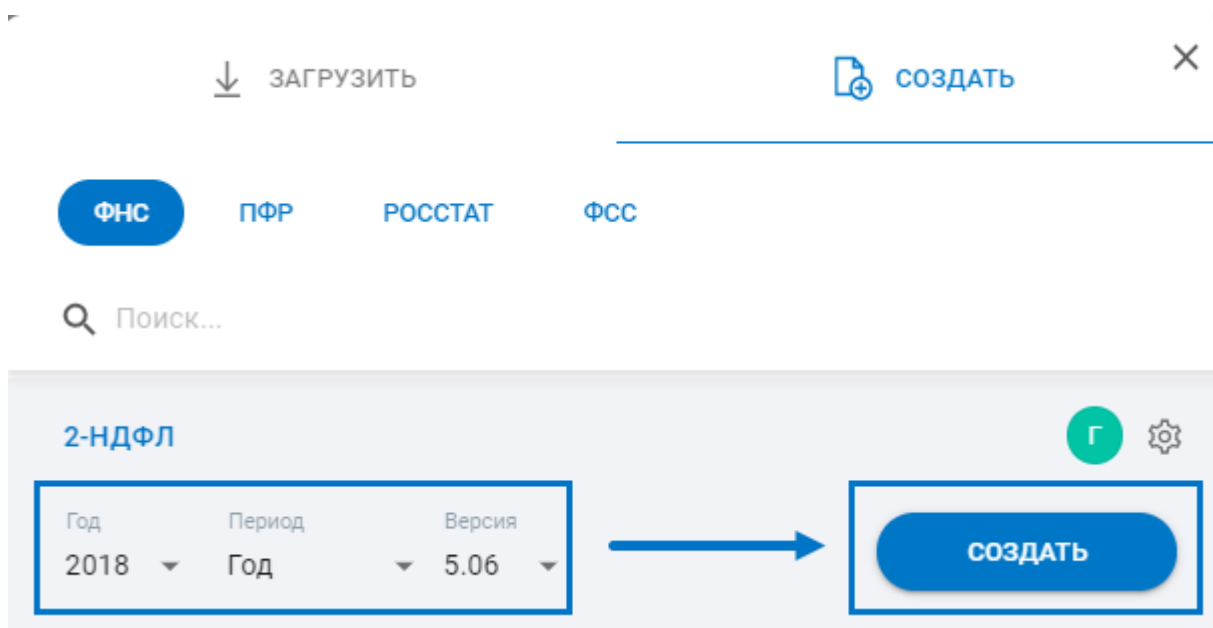 ЗАГРУЗИТЬ СОЗДАТЬ
ФНС ПФР РОССТАТ ФСС
Поиск...
2-НДФЛ Г
Год Период Версия
2018 Год 5.06 СОЗДАТЬ